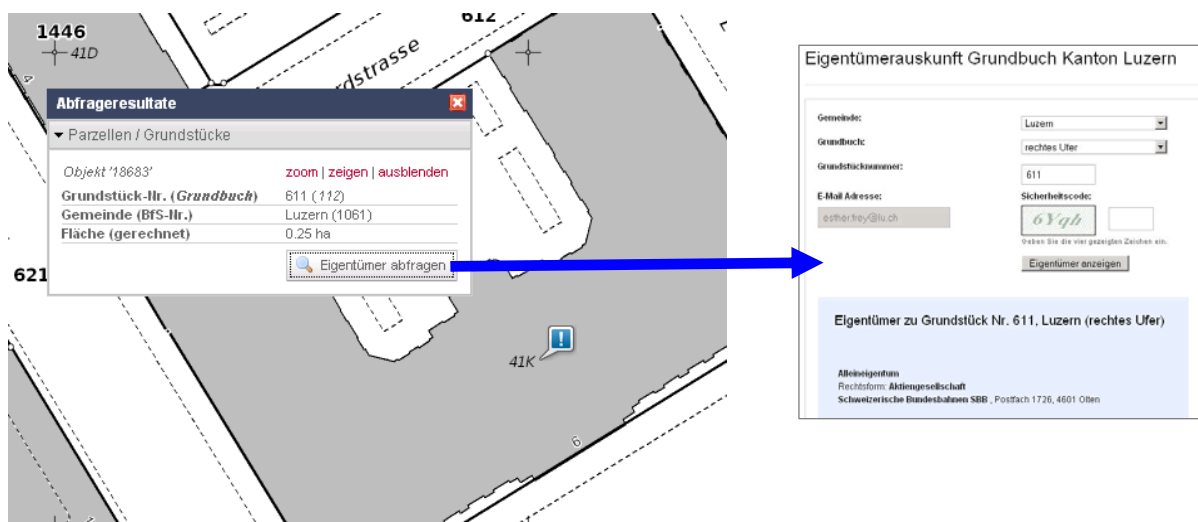 1446
41D
612
rdstrasse
4
Abfrageresultate
Parzellen / Grundstücke
Objekt '18683'
zoom | zeigen | ausblenden
Grundstück-Nr. (Grundbuch)
611 (112)
Gemeinde (BfS-Nr.)
Luzern (1061)
Fläche (gerechnet)
0.25 ha
Eigentümer abfragen
621
41K
6
Eigentümerauskunft Grundbuch Kanton Luzern
Gemeinde:
Luzern
Grundbuch:
rechtes Ufer
Grundstücknummer:
611
E-Mail Adresse:
Sicherheitscode:
esther.frey@lu.ch
6Yqh
Geben Sie die vier gezeigten Zeichen ein.
Eigentümer anzeigen
Eigentümer zu Grundstück Nr. 611, Luzern (rechtes Ufer)
Alleineigentum
Rechtsform: Aktiengesellschaft
Schweizerische Bundesbahnen SBB , Postfach 1726, 4601 Olten